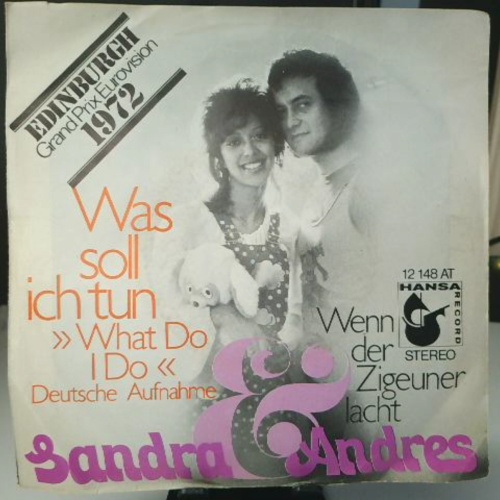 EDINBURGH
Grand Prix Eurovision
1972
Was
soll
ich tun
» What Do
I Do «
Deutsche Aufnahme
12 148 AT
HANSA
RECORD
STEREO
Wenn
der
Zigeuner
lacht
Sandra & Andres